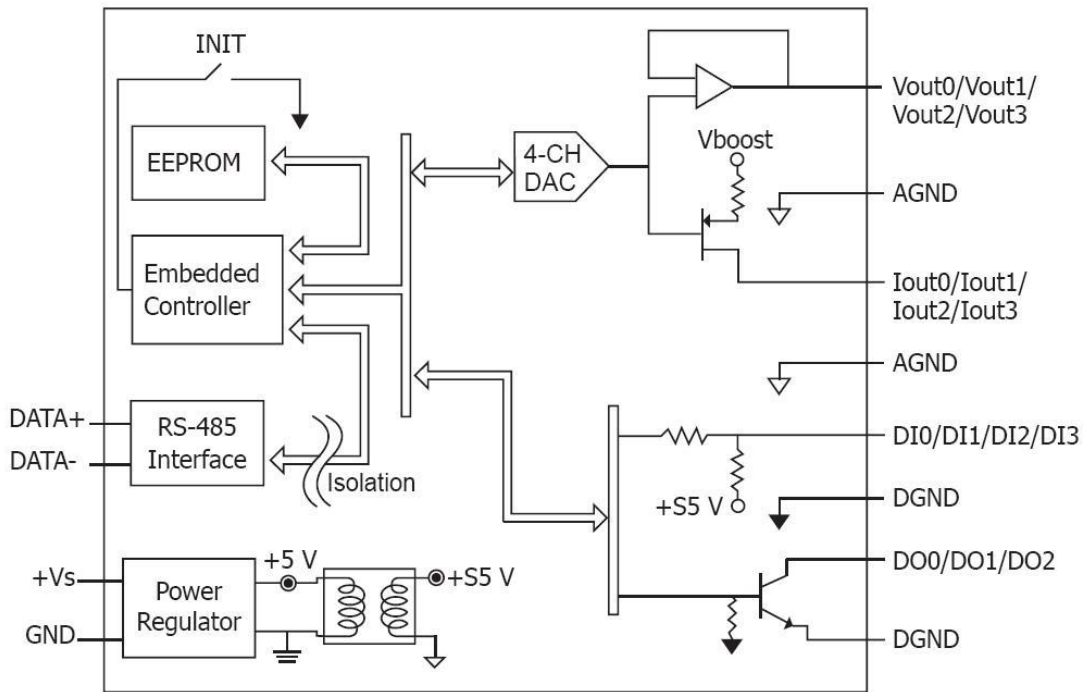 INIT
EEPROM
Embedded
Controller
DATA+
DATA-
RS-485
Interface
Isolation
+Vs
GND
Power
Regulator
+5 V
+S5 V
4-CH
DAC
Vboost
Vout0/Vout1/
Vout2/Vout3
AGND
Iout0/Iout1/
Iout2/Iout3
AGND
DI0/DI1/DI2/DI3
+S5 V
DGND
DO0/DO1/DO2
DGND